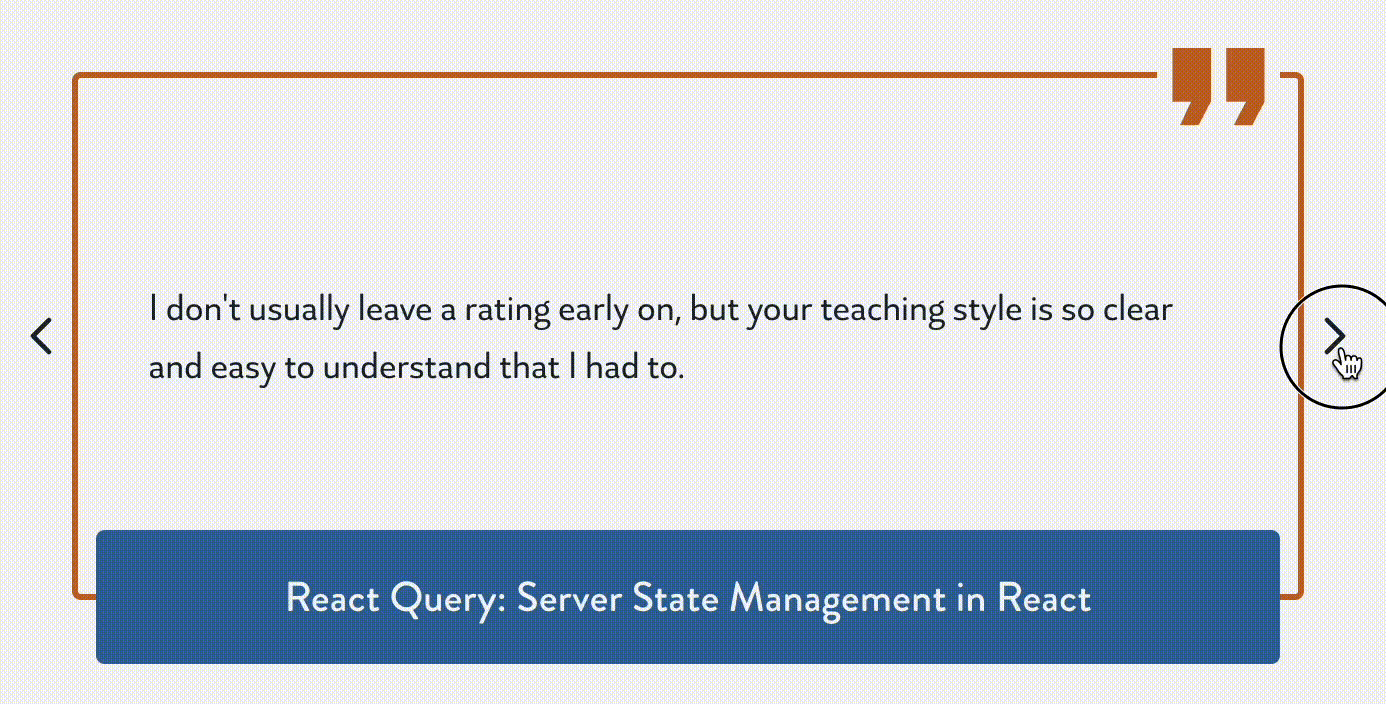 I don't usually leave a rating early on, but your teaching style is so clear
and easy to understand that I had to.
React Query: Server State Management in React